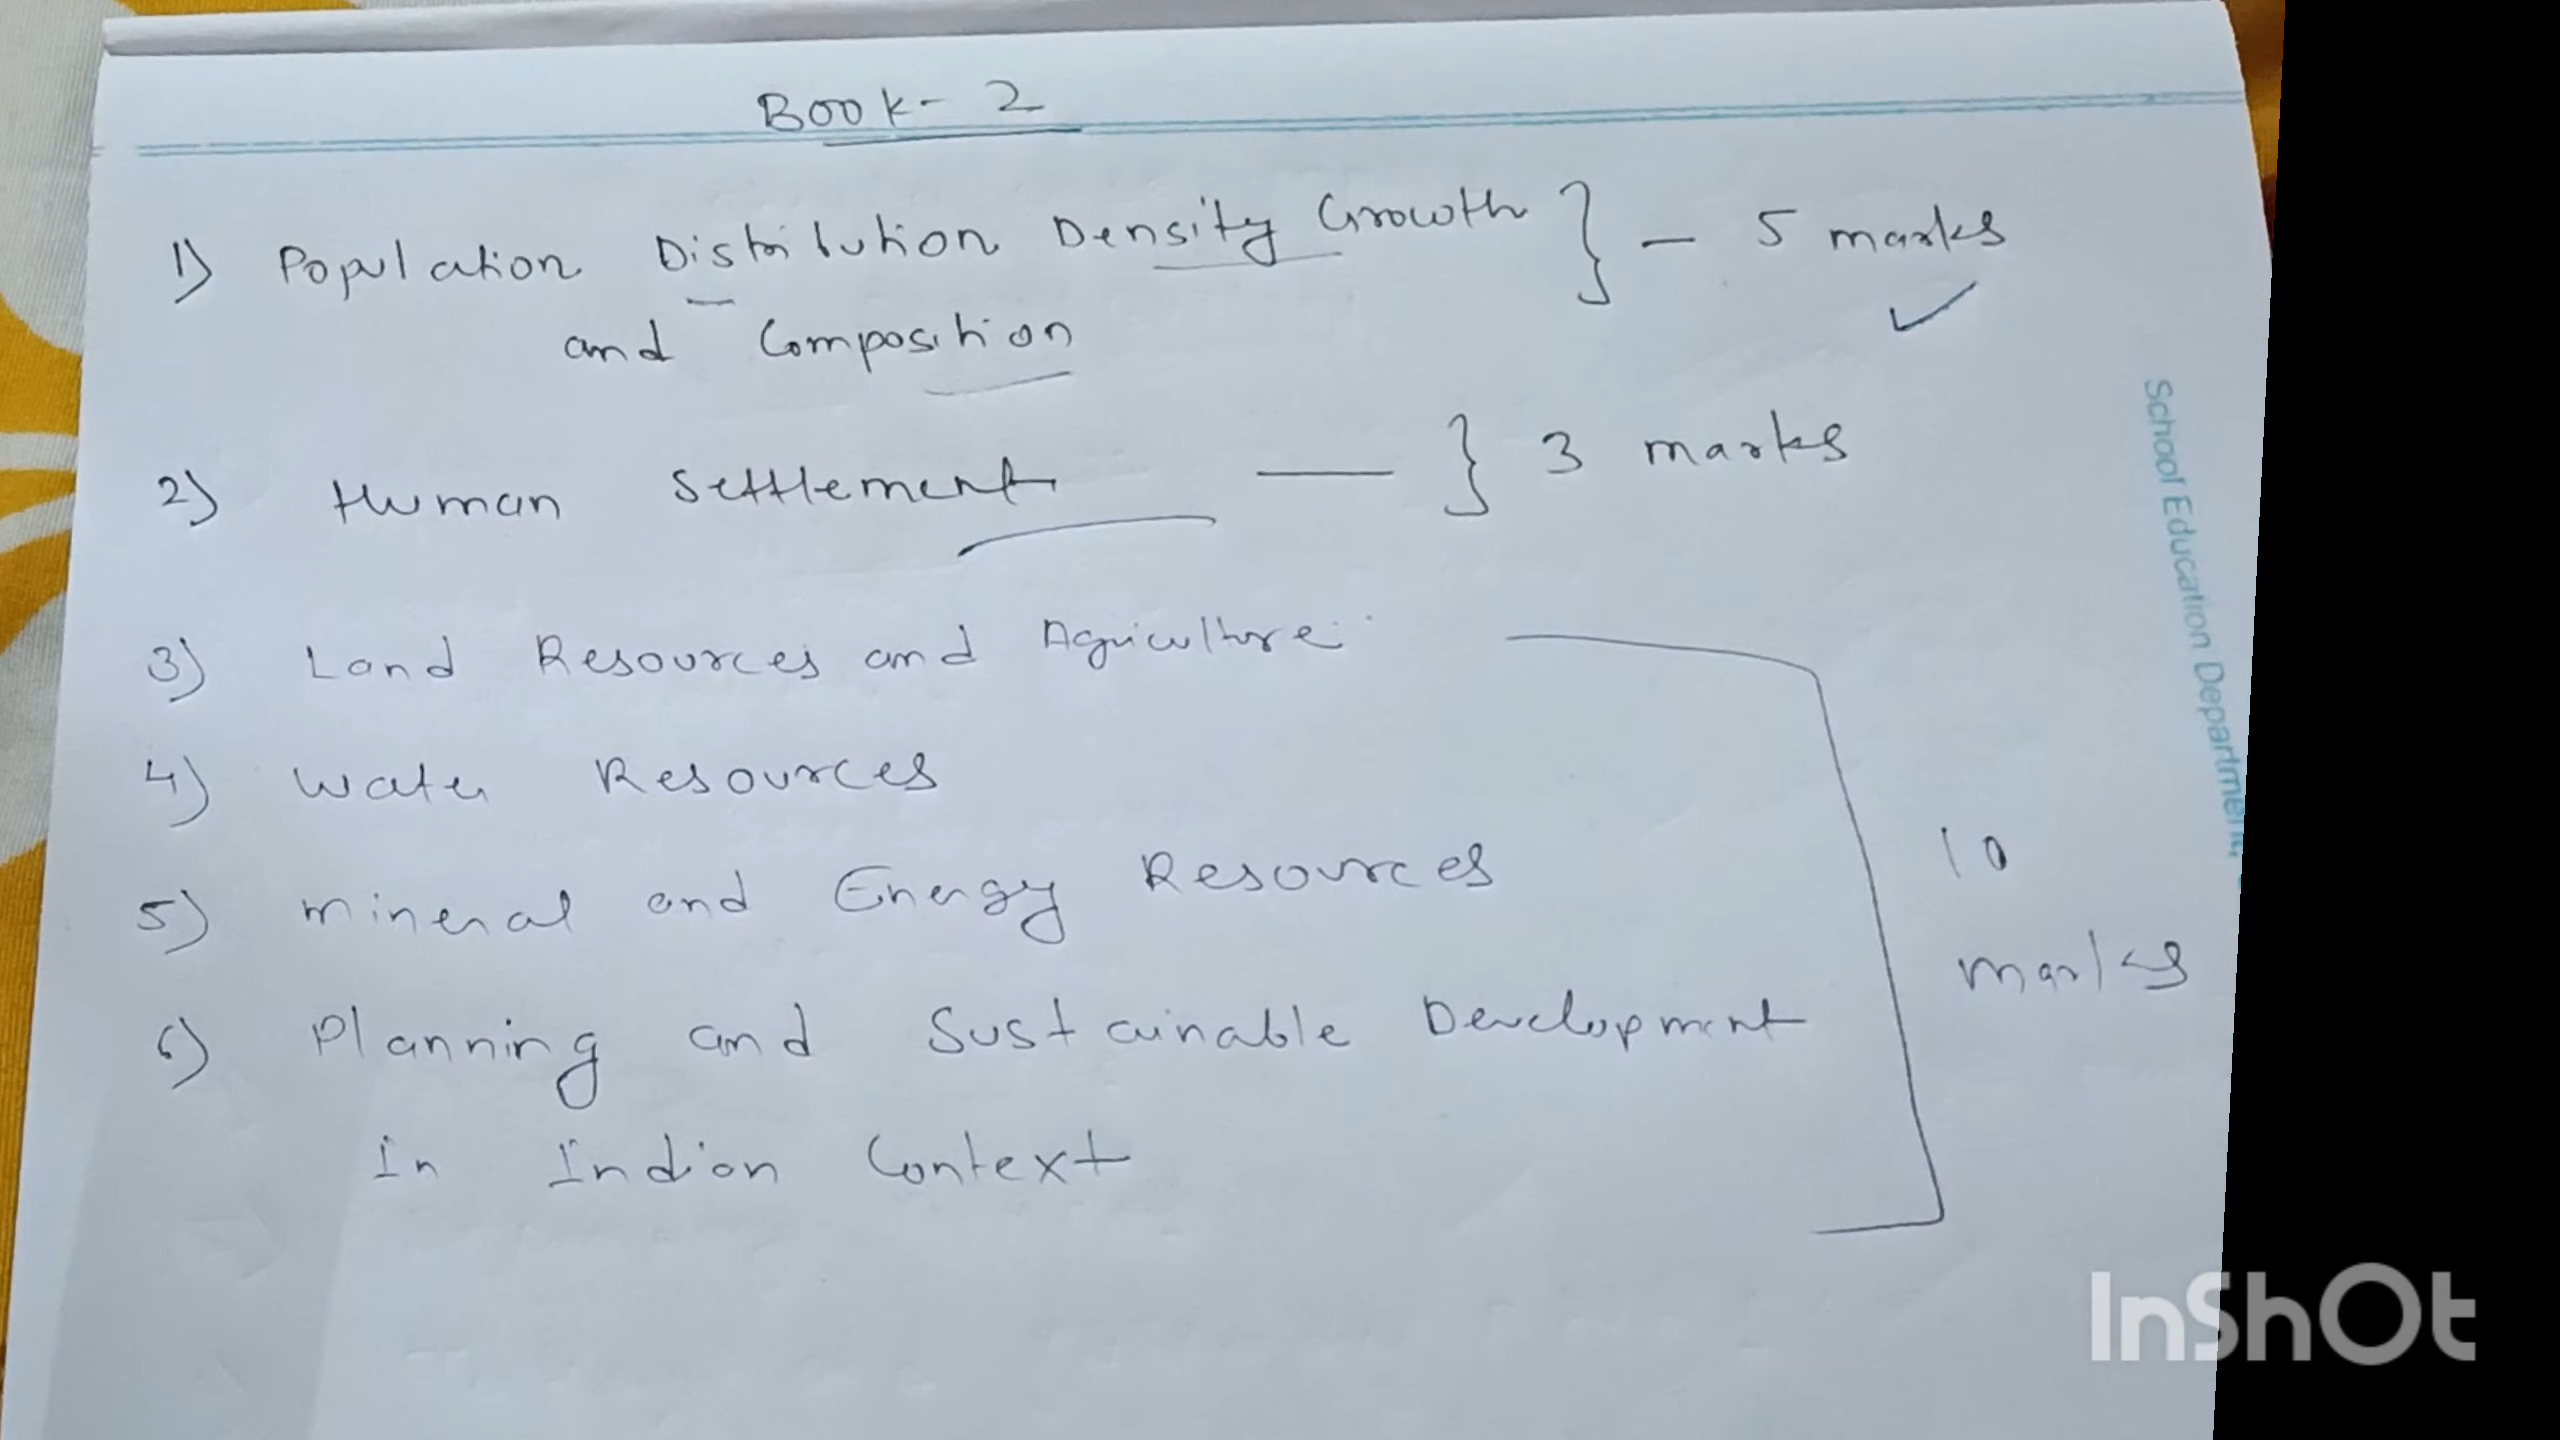 Book - 2
1) Population Distribution Density Growth } - 5 marks
and Composition
2) Human Settlement — } 3 marks
3) Land Resources and Agriculture
4) Water Resources
5) Mineral and Energy Resources
10
marks
6) Planning and Sustainable Development
In Indian Context
School Education Department
InShOt